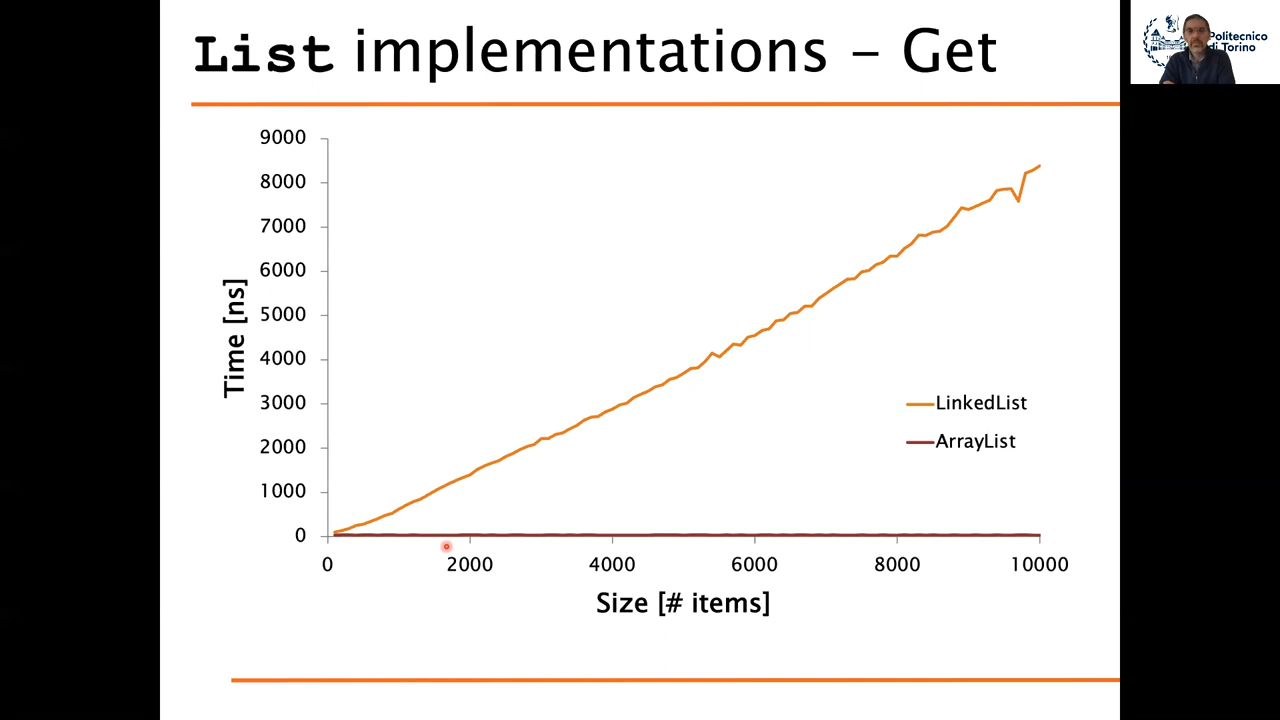 List implementations – Get
Politecnico
di Torino
9000
8000
7000
6000
5000
4000
3000
2000
1000
0
Time [ns]
LinkedList
ArrayList
0 2000 4000 6000 8000 10000
Size [# items]